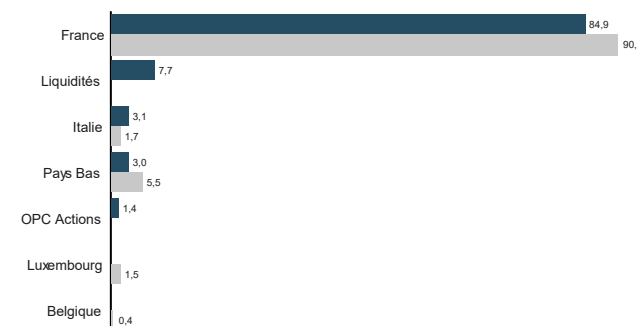 France
84,9
90,
Liquidités
7,7
Italie
3,1
1,7
Pays Bas
3,0
5,5
OPC Actions
1,4
Luxembourg
1,5
Belgique
0,4